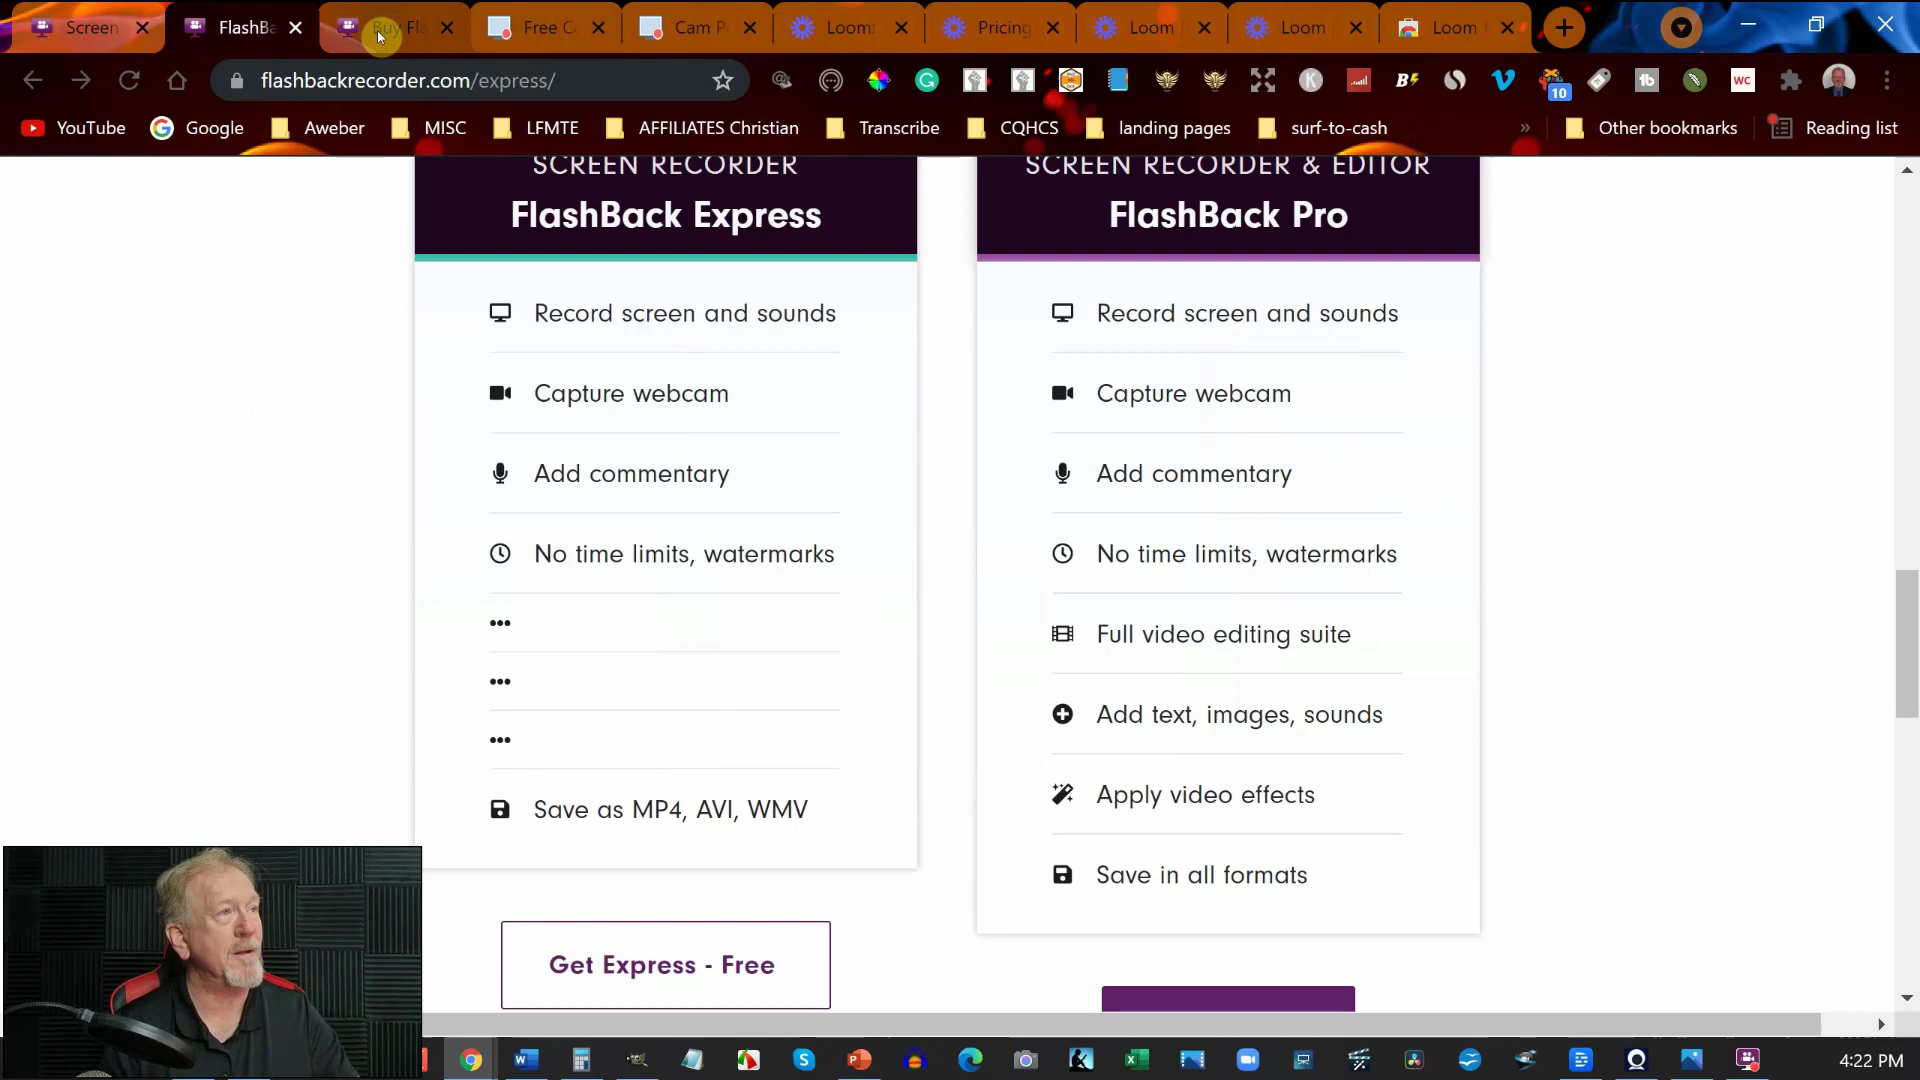 Screen
FlashBa
Buy Fla
Free C
Cam P
Loom:
Pricing
Loom
Loom
Loom
flashbackrecorder.com/express/
10
YouTube
Google
Aweber
MISC
LFMTE
AFFILIATES Christian
Transcribe
CQHCS
landing pages
surf-to-cash
»
Other bookmarks
Reading list
SCREEN RECORDER
FlashBack Express
Record screen and sounds
Capture webcam
Add commentary
No time limits, watermarks
Save as MP4, AVI, WMV
Get Express - Free
SCREEN RECORDER & EDITOR
FlashBack Pro
Record screen and sounds
Capture webcam
Add commentary
No time limits, watermarks
Full video editing suite
Add text, images, sounds
Apply video effects
Save in all formats
4:22 PM